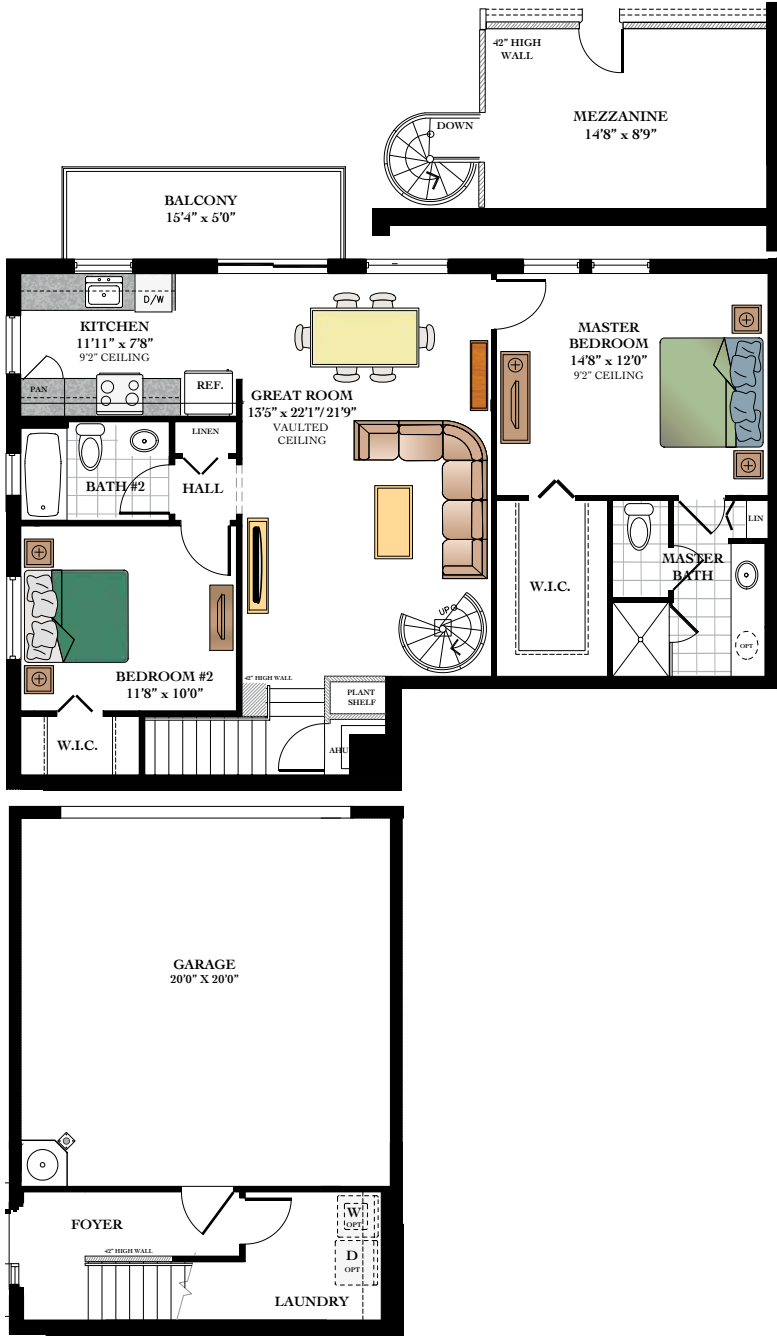 42" HIGH
WALL
DOWN
MEZZANINE
14'8" x 8'9"
BALCONY
15'4" x 5'0"
D/W
KITCHEN
11'11" x 7'8"
9'2" CEILING
PAN
REF.
GREAT ROOM
13'5" x 22'1"/21'9"
VAULTED
CEILING
MASTER
BEDROOM
14'8" x 12'0"
9'2" CEILING
LINEN
BATH #2
HALL
LIN
MASTER
BATH
W.I.C.
OPT
UP
BEDROOM #2
11'8" x 10'0"
42" HIGH WALL
PLANT
SHELF
W.I.C.
AHU
GARAGE
20'0" X 20'0"
FOYER
W
OPT
42" HIGH WALL
D
OPT
LAUNDRY